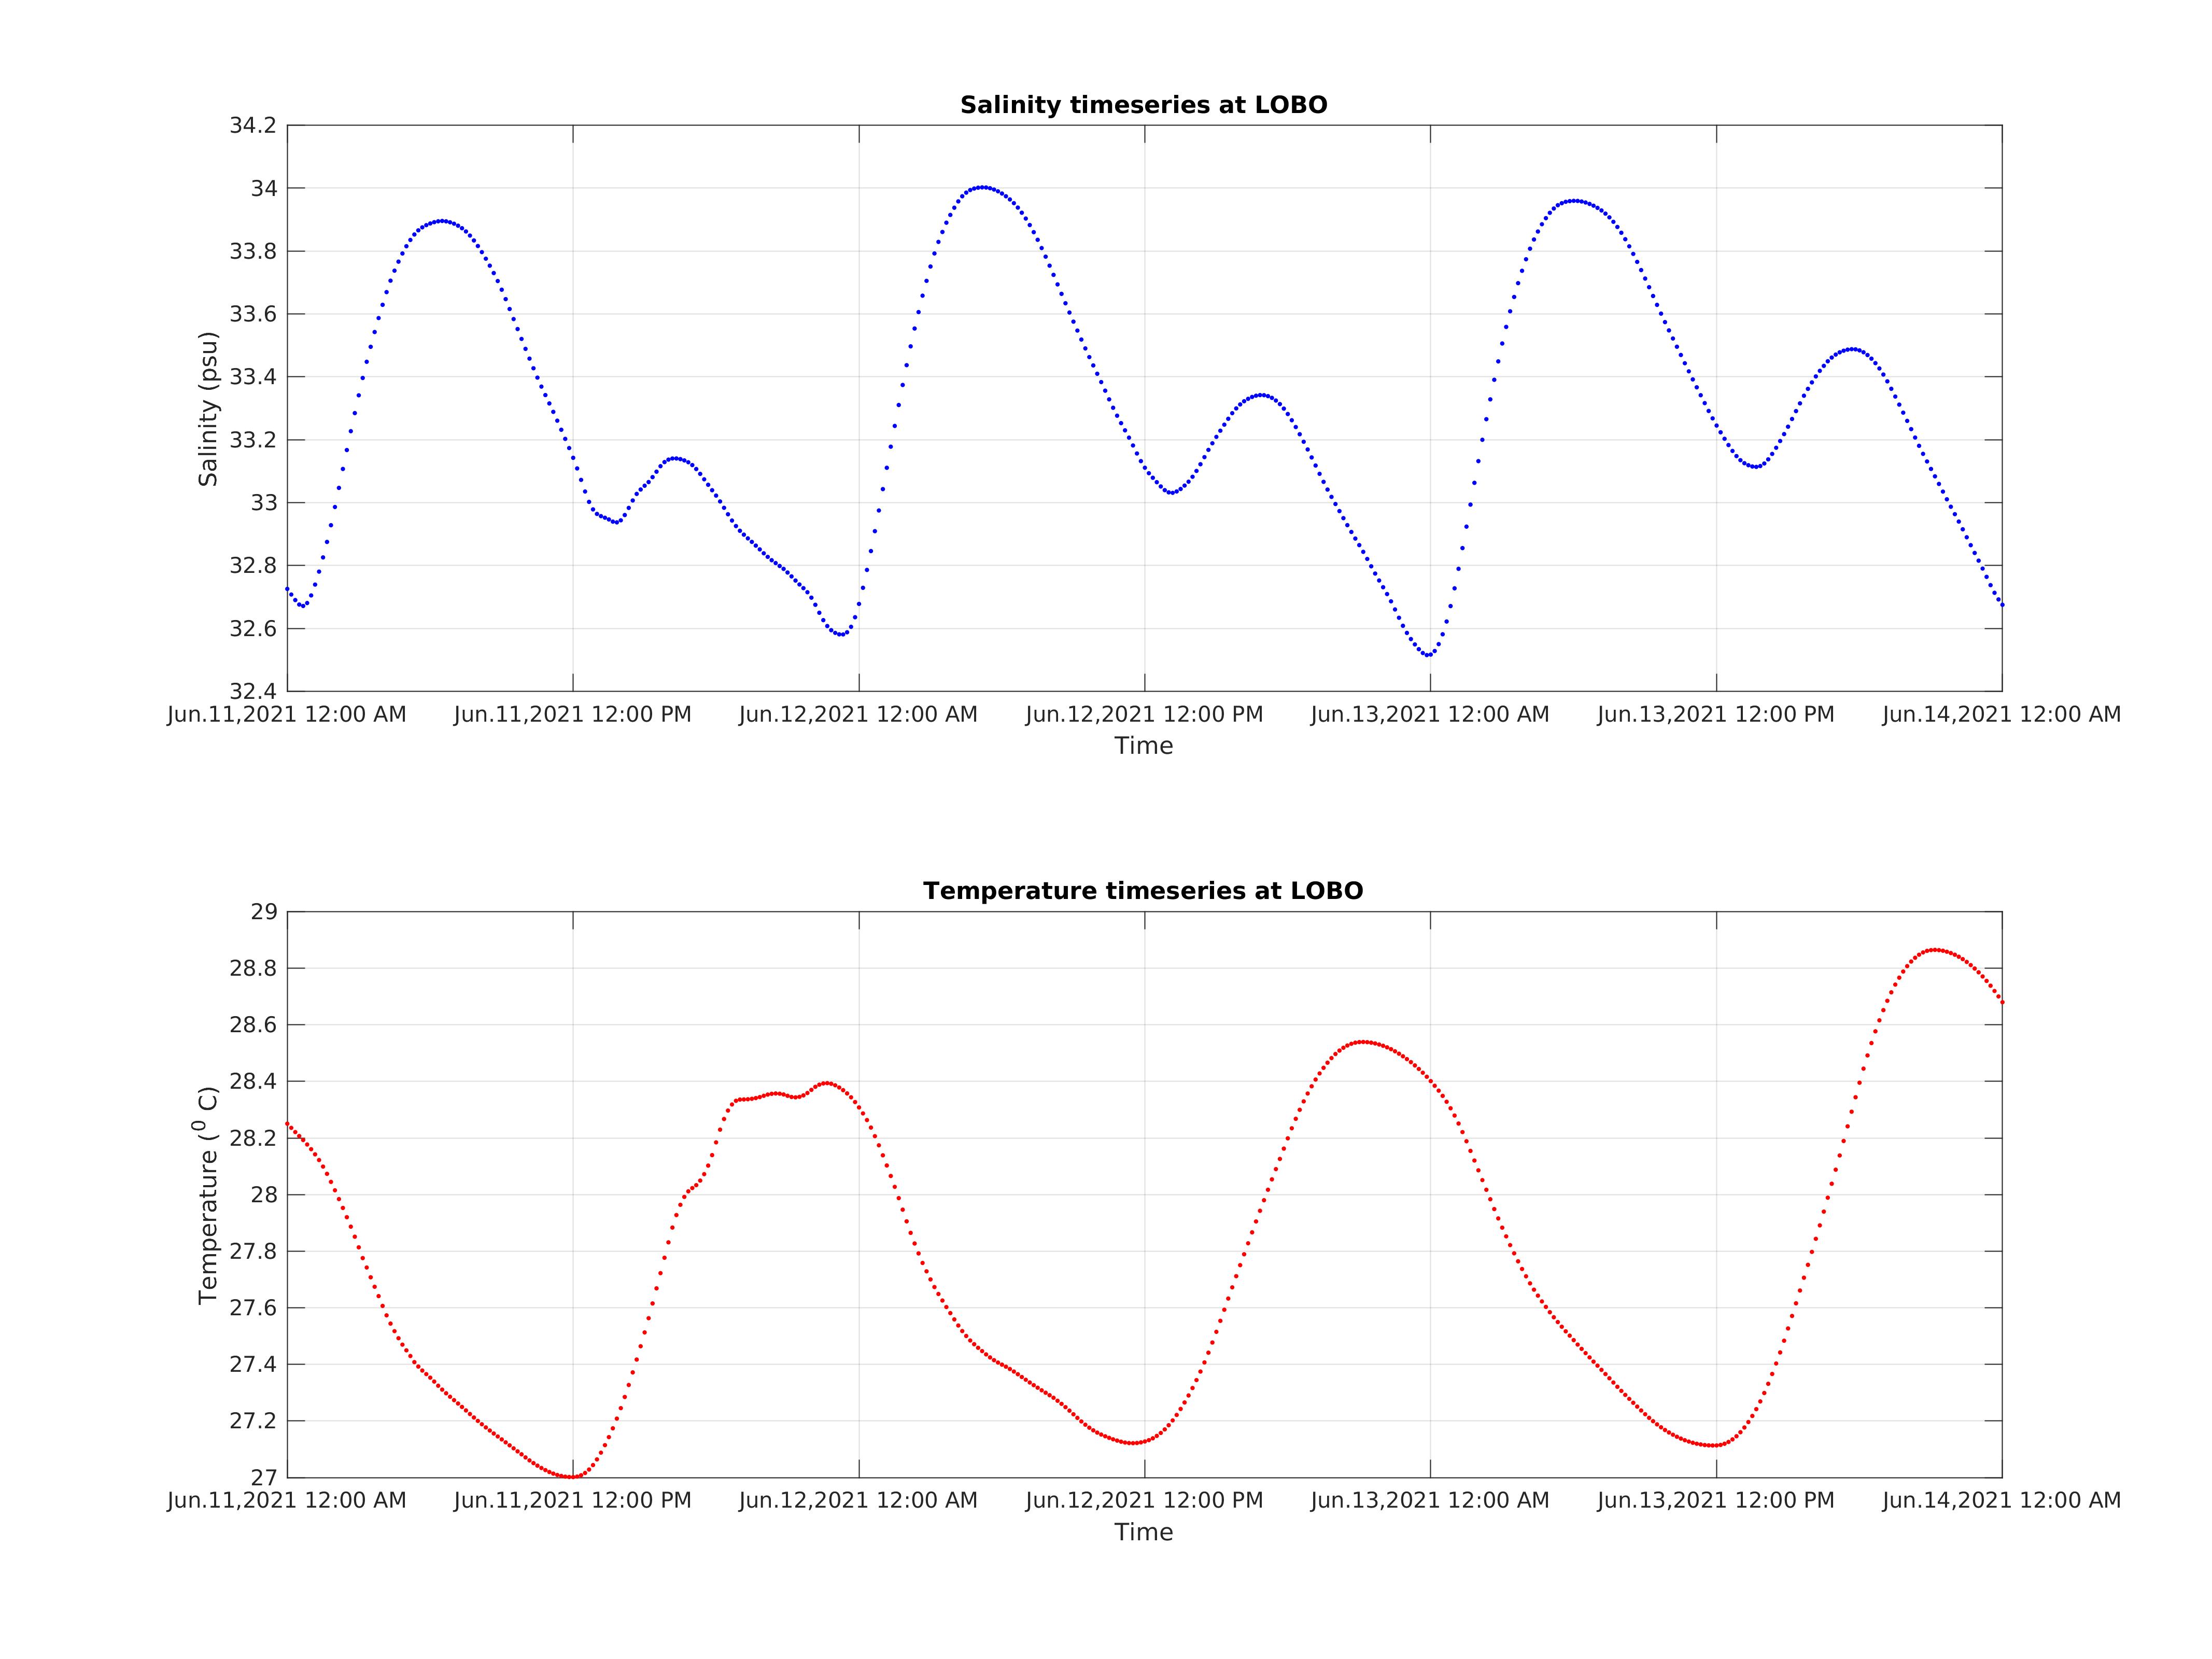 Salinity timeseries at LOBO
34.2
34
33.8
33.6
33.4
33.2
33
32.8
32.6
32.4
Salinity (psu)
Jun.11,2021 12:00 AM Jun.11,2021 12:00 PM Jun.12,2021 12:00 AM Jun.12,2021 12:00 PM Jun.13,2021 12:00 AM Jun.13,2021 12:00 PM Jun.14,2021 12:00 AM
Time
Temperature timeseries at LOBO
29
28.8
28.6
28.4
28.2
28
27.8
27.6
27.4
27.2
27
Temperature (⁰ C)
Jun.11,2021 12:00 AM Jun.11,2021 12:00 PM Jun.12,2021 12:00 AM Jun.12,2021 12:00 PM Jun.13,2021 12:00 AM Jun.13,2021 12:00 PM Jun.14,2021 12:00 AM
Time